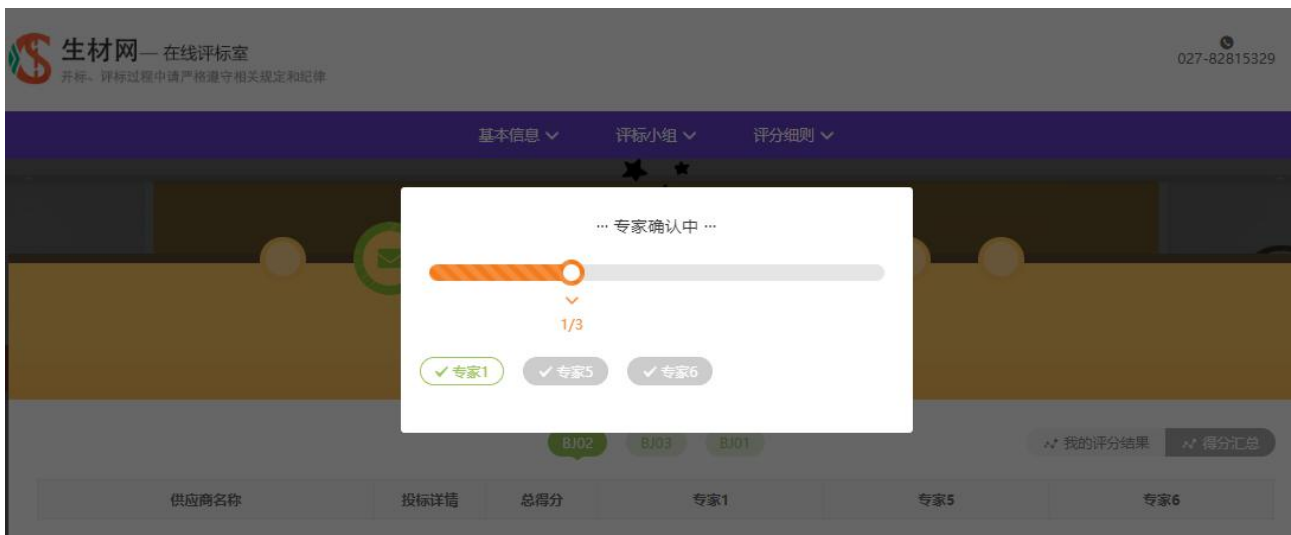 生材网— 在线评标室
开标、评标过程中请严格遵守相关规定和纪律
027-82815329
基本信息 评标小组 评分细则
··· 专家确认中 ···
1/3
专家1 专家5 专家6
BJ02 BJ03 BJ01
我的评分结果 得分汇总
供应商名称 投标详情 总得分 专家1 专家5 专家6